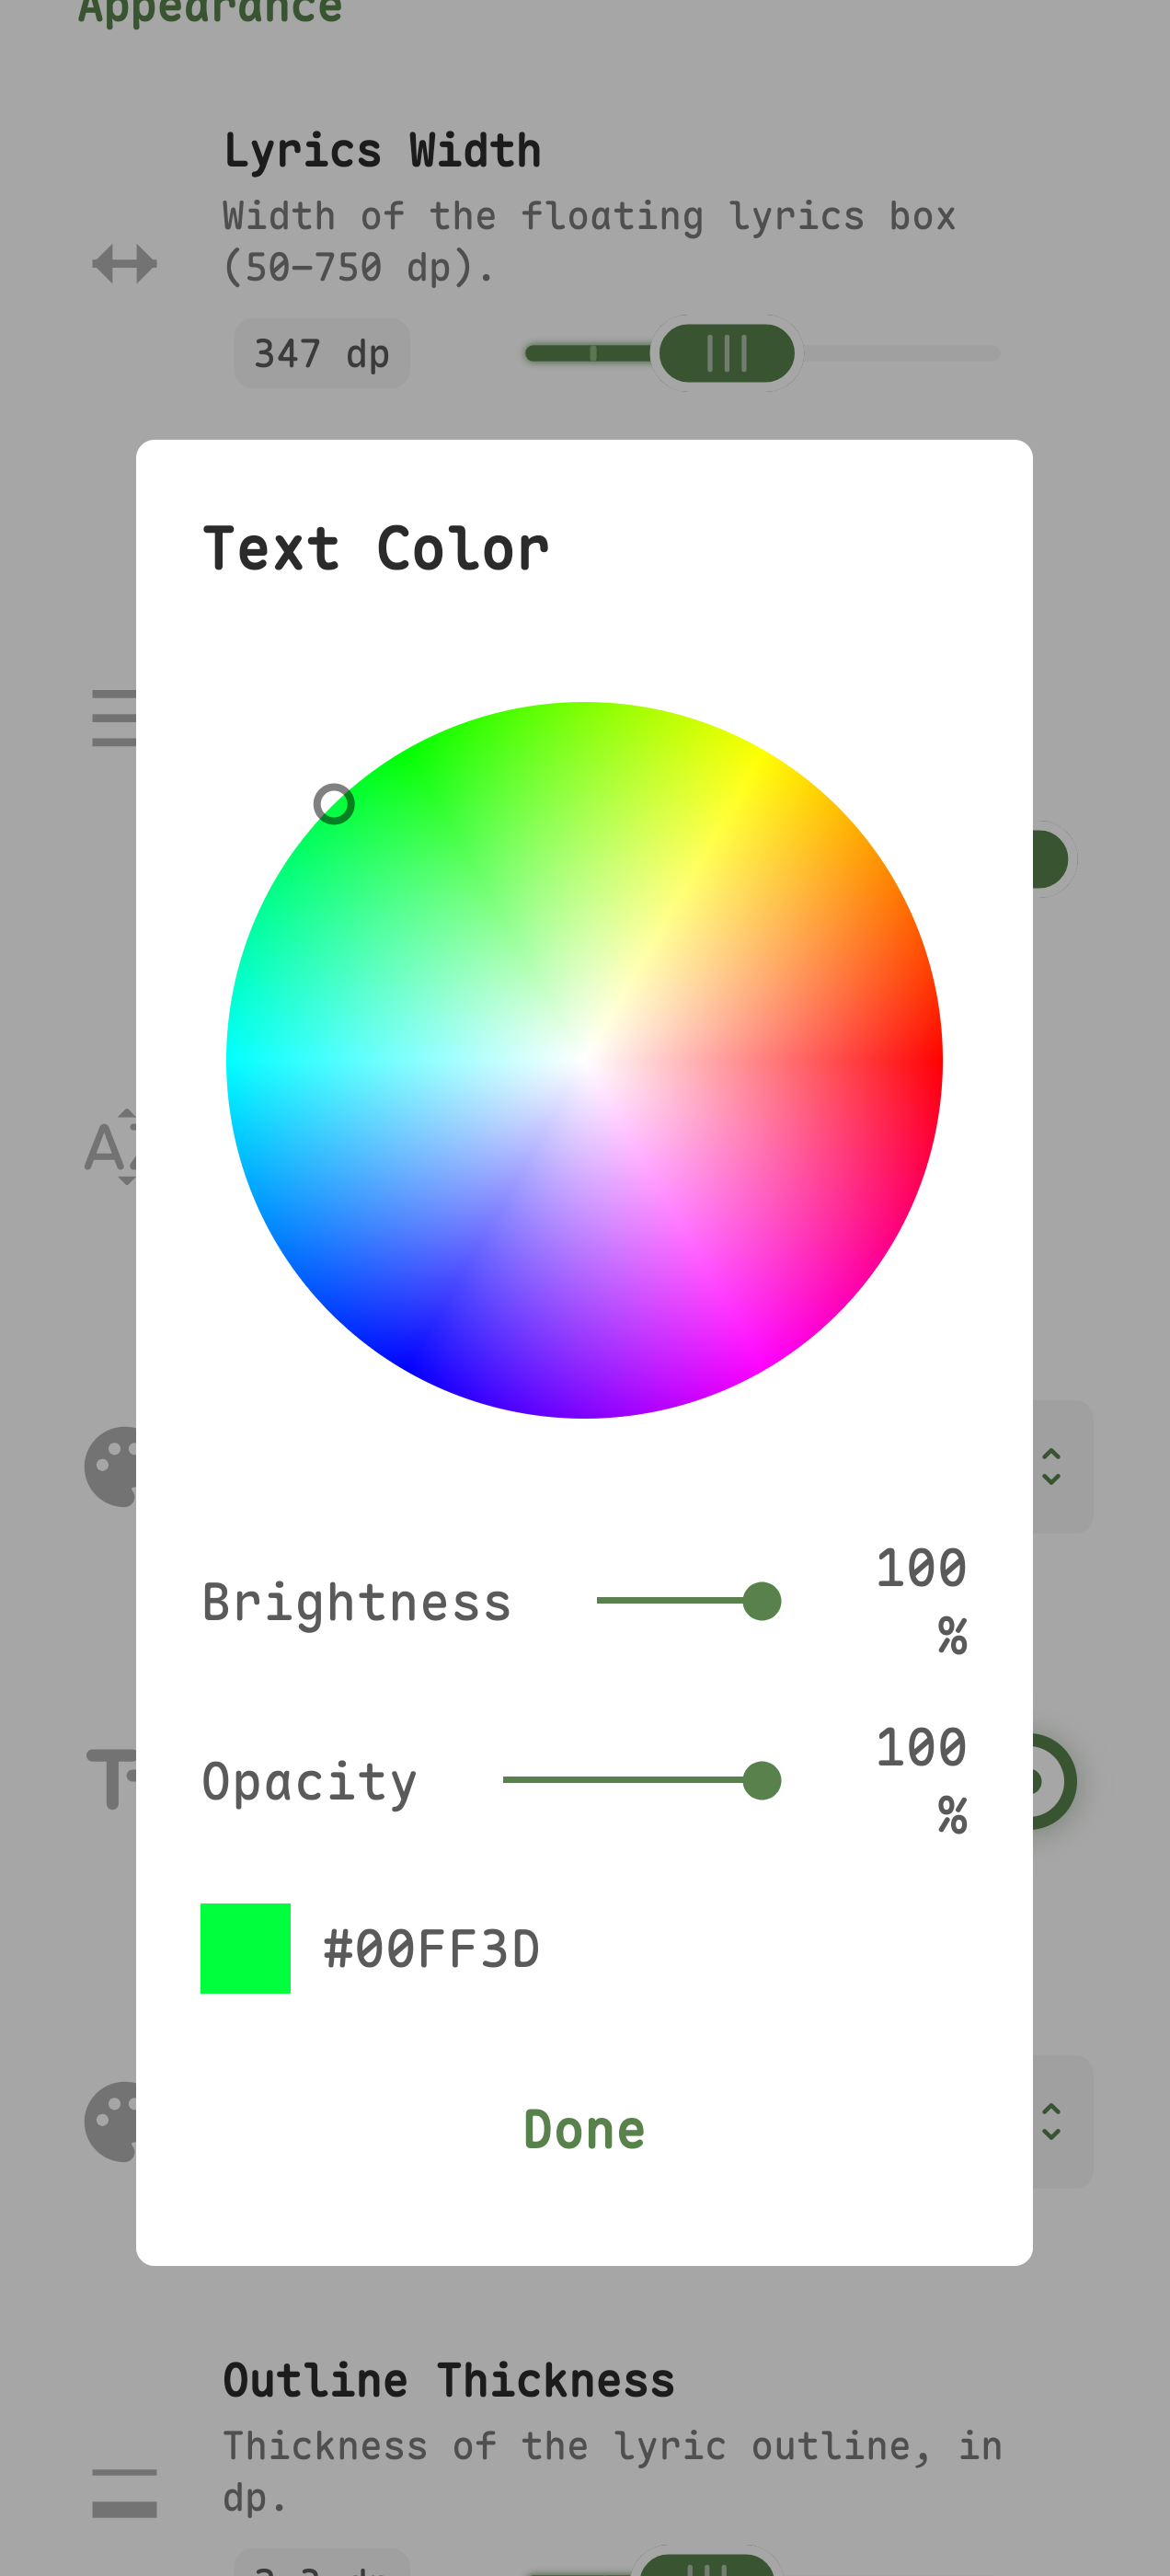 Appearance
Lyrics Width
Width of the floating lyrics box
(50–750 dp).
347 dp
Text Color
Brightness
100
%
Opacity
100
%
#00FF3D
Done
Outline Thickness
Thickness of the lyric outline, in
dp.